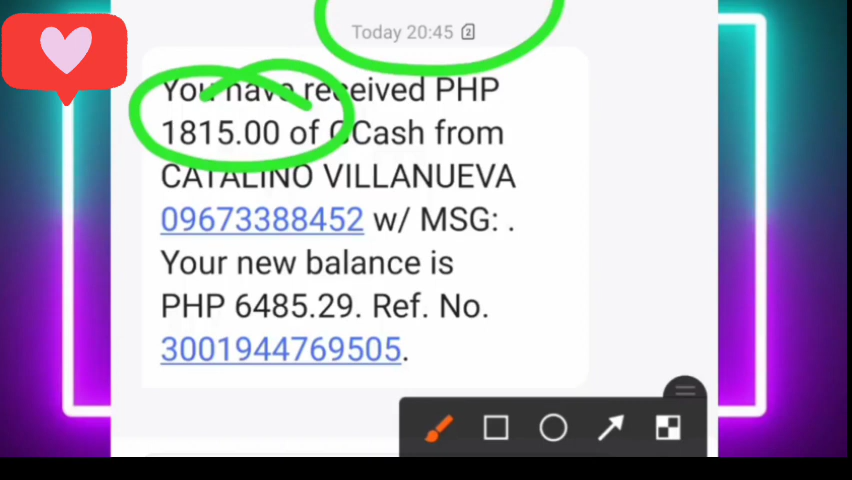 Today 20:45 2
You have received PHP
1815.00 of GCash from
CATALINO VILLANUEVA
09673388452 w/ MSG: .
Your new balance is
PHP 6485.29. Ref. No.
3001944769505.